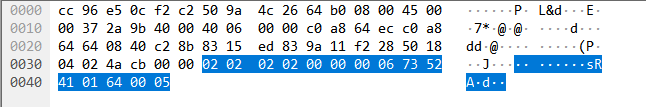 0000 cc 96 e5 0c f2 c2 50 9a 4c 26 64 b0 08 00 45 00 ······P· L&d···E·
0010 00 37 2a 9b 40 00 40 06 00 00 c0 a8 64 ec c0 a8 ·7*·@·@· ····d···
0020 64 64 08 40 c2 8b 83 15 ed 83 9a 11 f2 28 50 18 dd·@···· ·····(P·
0030 04 02 4a cb 00 00 02 02 02 02 00 00 00 06 73 52 ··J····· ······sR
0040 41 01 64 00 05 A·d··